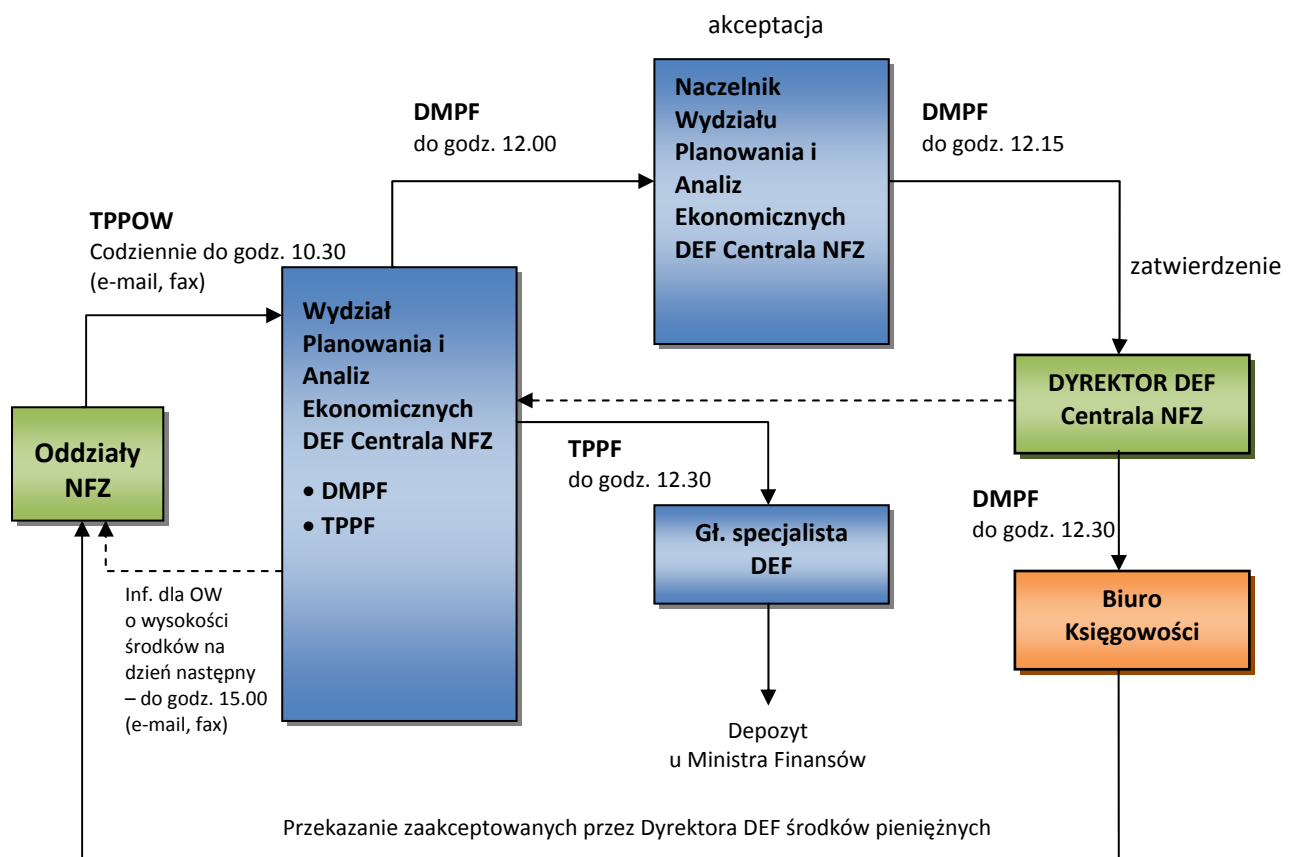 akceptacja
Naczelnik
Wydziału
Planowania i
Analiz
Ekonomicznych
DEF Centrala NFZ
DMPF
do godz. 12.00
DMPF
do godz. 12.15
TPPOW
Codziennie do godz. 10.30
(e-mail, fax)
zatwierdzenie
Wydział
Planowania i
Analiz
Ekonomicznych
DEF Centrala NFZ
• DMPF
• TPPF
DYREKTOR DEF
Centrala NFZ
Oddziały
NFZ
TPPF
do godz. 12.30
DMPF
do godz. 12.30
Gł. specjalista
DEF
Biuro
Księgowości
Inf. dla OW
o wysokości
środków na
dzień następny
– do godz. 15.00
(e-mail, fax)
Depozyt
u Ministra Finansów
Przekazanie zaakceptowanych przez Dyrektora DEF środków pieniężnych